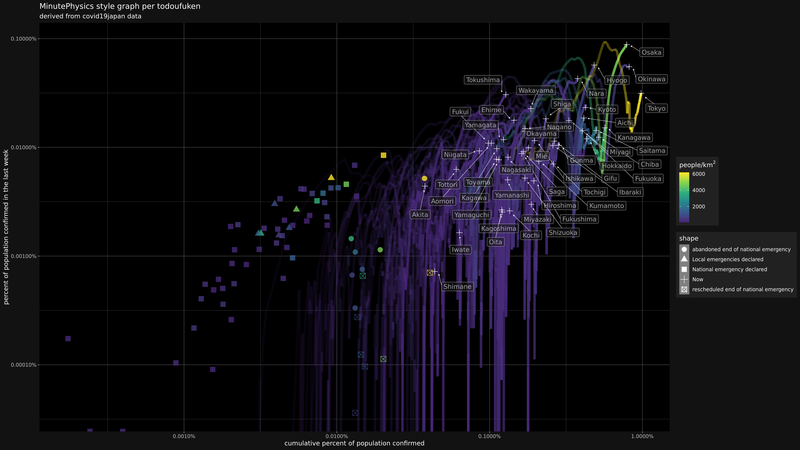 MinutePhysics style graph per todoufuken
derived from covid19japan data
percent of population confirmed in the last week
0.10000%
0.01000%
0.00100%
0.00010%
0.0010%
0.0100%
0.1000%
1.0000%
cumulative percent of population confirmed
Osaka
Okinawa
Hyogo
Tokushima
Nara
Wakayama
Tokyo
Shiga
Kyoto
Fukui
Ehime
Aichi
Yamagata
Nagano
Okayama
Kanagawa
Saitama
Miyagi
Niigata
Mie
Gunma
Hokkaido
Chiba
Nagasaki
Ishikawa
Gifu
Fukuoka
Tottori
Toyama
Saga
Tochigi
Ibaraki
Aomori
Kagawa
Yamanashi
Hiroshima
Kumamoto
Akita
Yamaguchi
Miyazaki
Fukushima
Kagoshima
Kochi
Shizuoka
Oita
Iwate
Shimane
people/km²
6000
4000
2000
shape
abandoned end of national emergency
Local emergencies declared
National emergency declared
Now
rescheduled end of national emergency